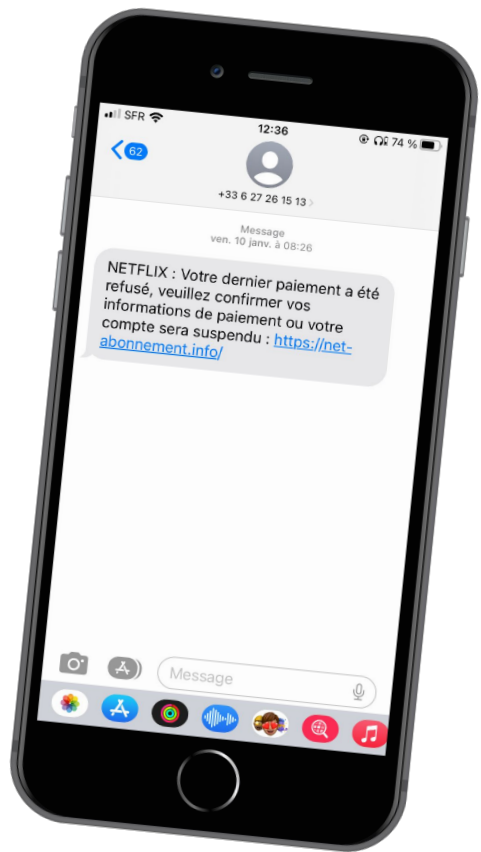 SFR
12:36
74 %
62
+33 6 27 26 15 13
Message
ven. 10 janv. à 08:26
NETFLIX : Votre dernier paiement a été
refusé, veuillez confirmer vos
informations de paiement ou votre
compte sera suspendu : https://net-
abonnement.info/
Message